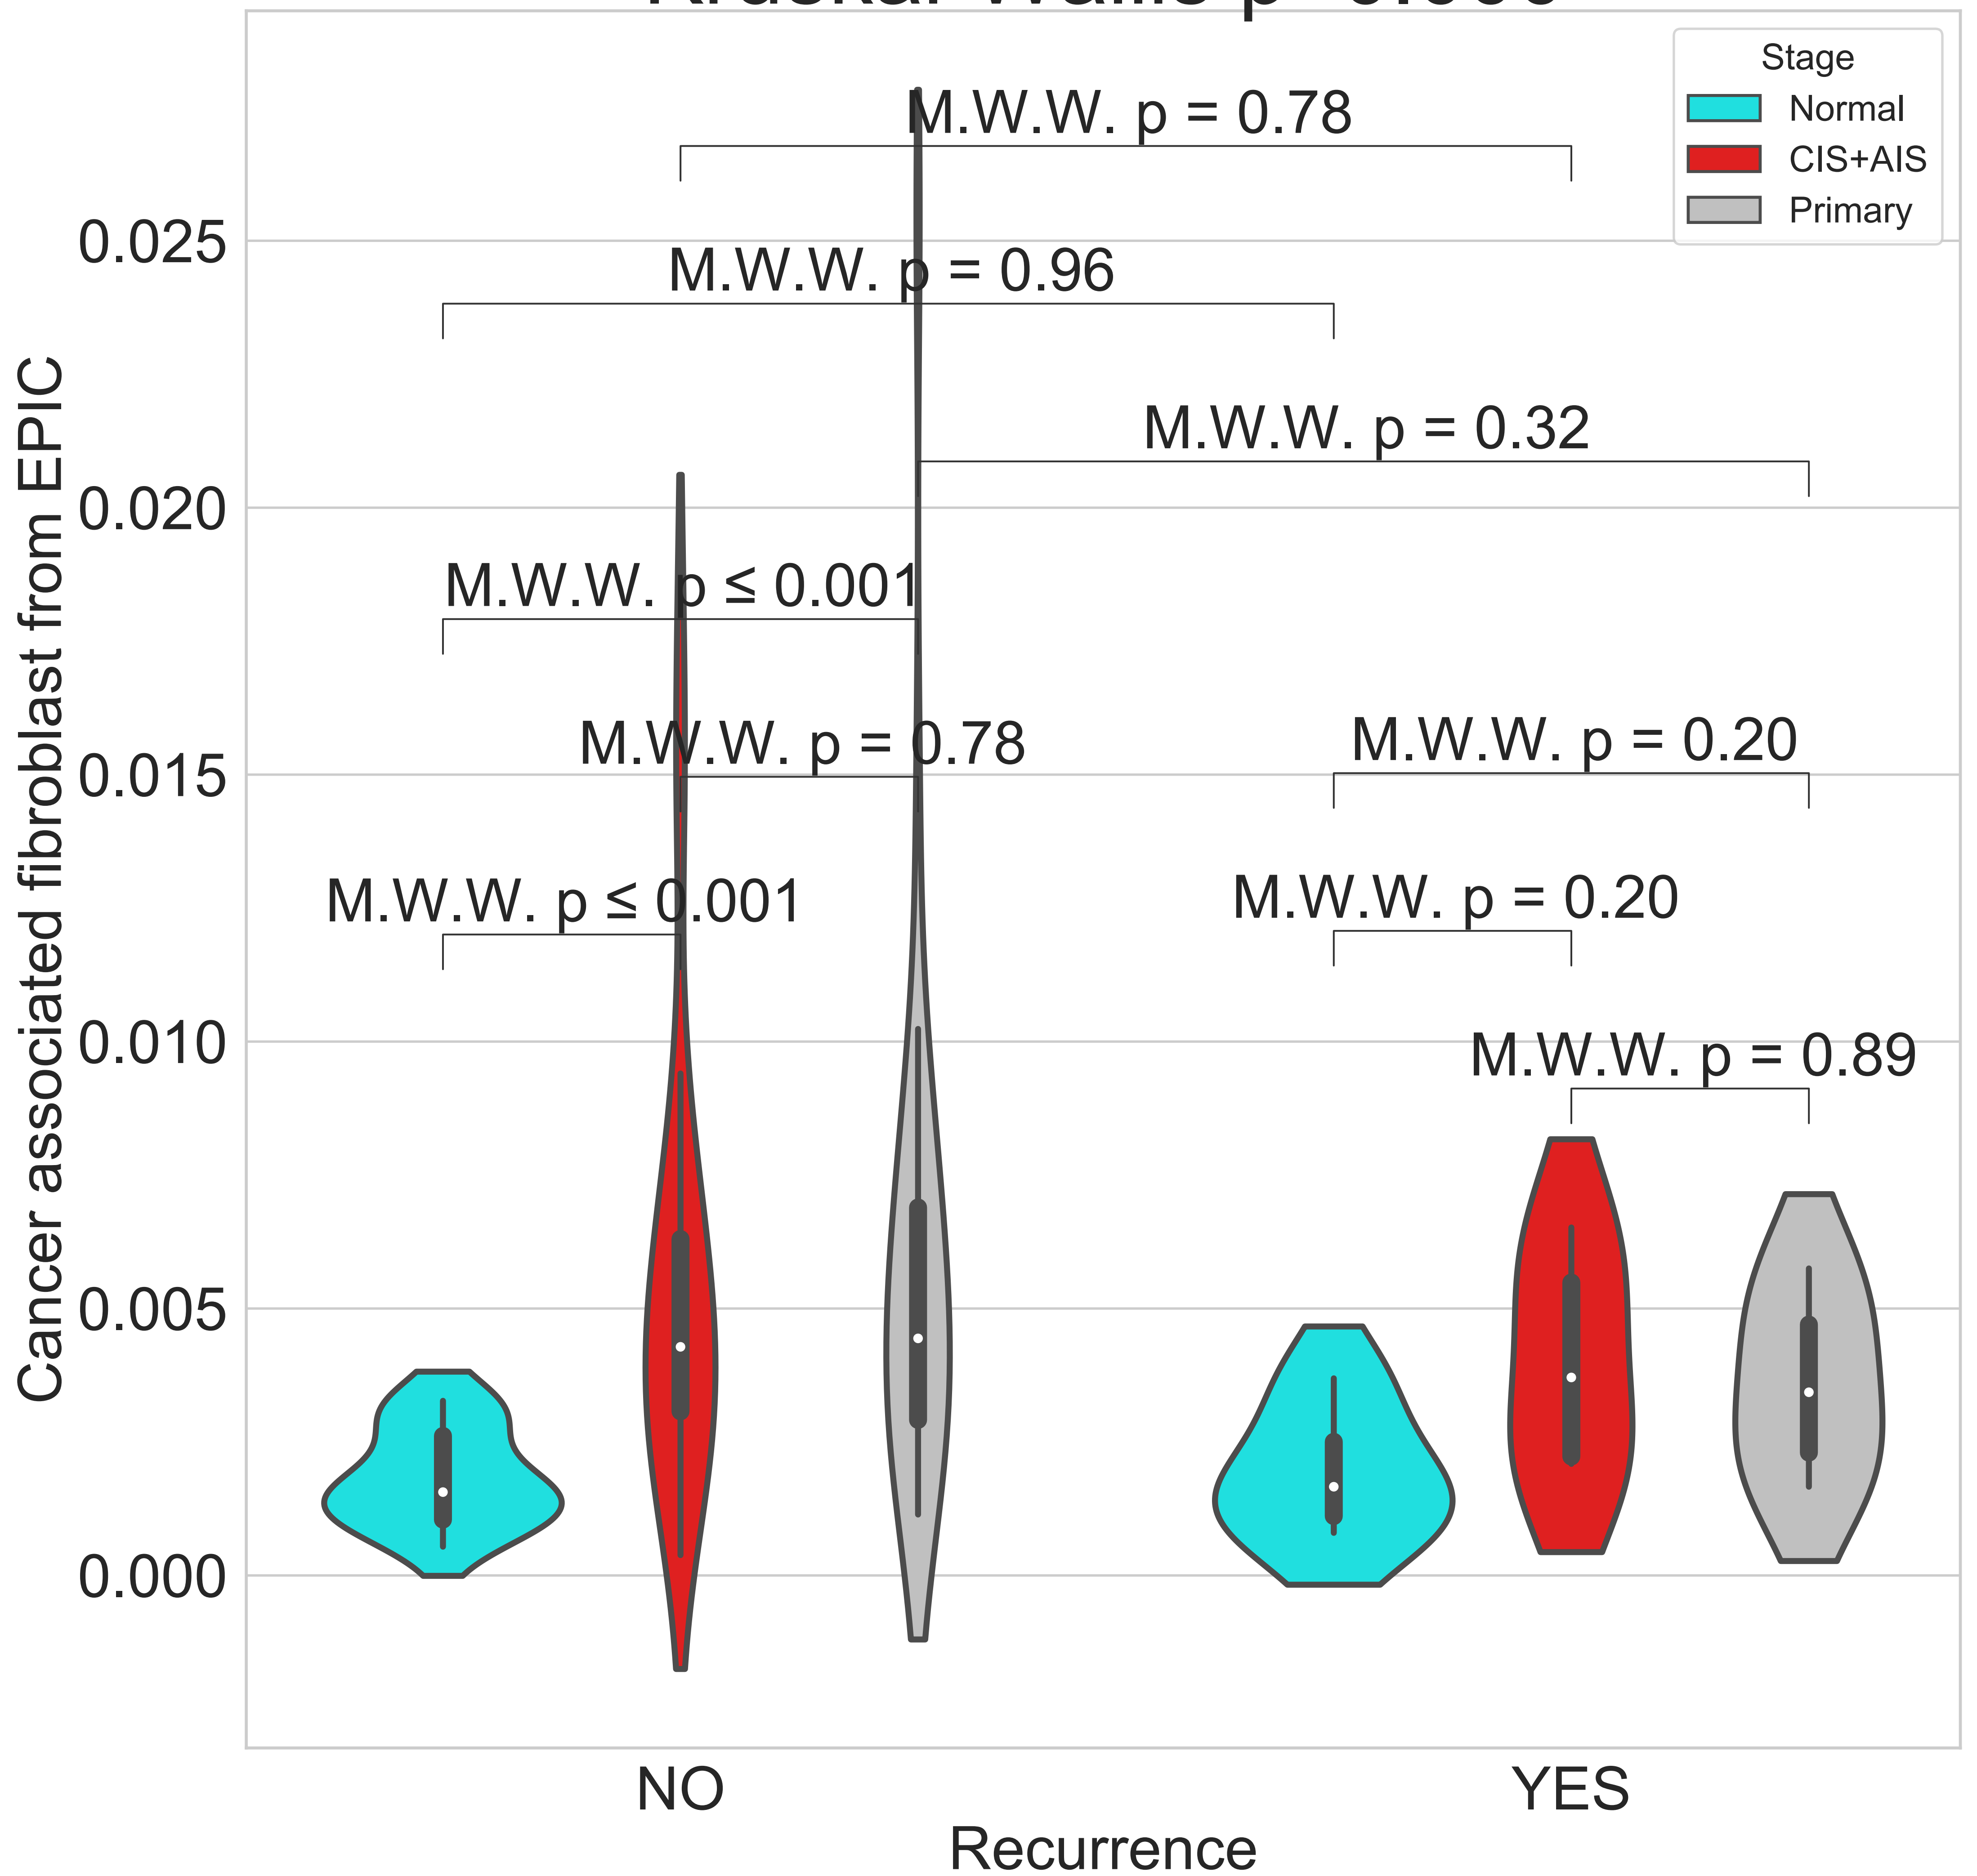 Stage
Normal
CIS+AIS
Primary
M.W.W. p = 0.78
M.W.W. p = 0.96
M.W.W. p = 0.32
M.W.W. p ≤ 0.001
M.W.W. p = 0.78
M.W.W. p = 0.20
M.W.W. p ≤ 0.001
M.W.W. p = 0.20
M.W.W. p = 0.89
0.025
0.020
0.015
0.010
0.005
0.000
Cancer associated fibroblast from EPIC
NO
YES
Recurrence